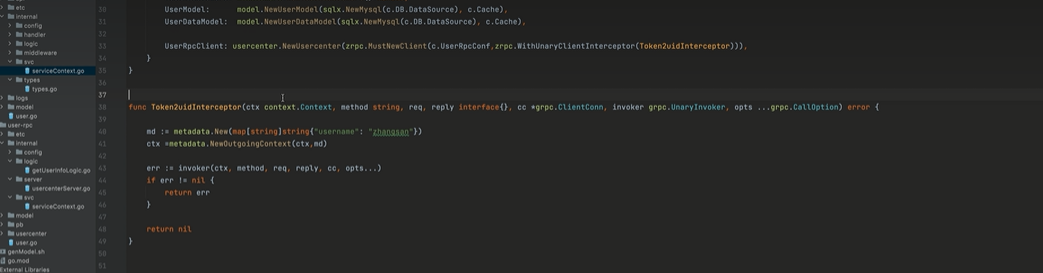 etc
internal
config
handler
logic
middleware
svc
serviceContext.go
types
types.go
logs
model
user.go
user-rpc
etc
internal
config
logic
getUserInfoLogic.go
server
usercenterServer.go
svc
serviceContext.go
model
pb
usercenter
user.go
genModel.sh
go.mod
External Libraries
30 UserModel: model.NewUserModel(sqlx.NewMysql(c.DB.DataSource), c.Cache),
31 UserDataModel: model.NewUserDataModel(sqlx.NewMysql(c.DB.DataSource), c.Cache),
32
33 UserRpcClient: usercenter.NewUsercenter(zrpc.MustNewClient(c.UserRpcConf,zrpc.WithUnaryClientInterceptor(Token2uidInterceptor))),
34 }
35 }
36
37
38 func Token2uidInterceptor(ctx context.Context, method string, req, reply interface{}, cc *grpc.ClientConn, invoker grpc.UnaryInvoker, opts ...grpc.CallOption) error {
39
40 md := metadata.New(map[string]string{"username": "zhangsan"})
41 ctx =metadata.NewOutgoingContext(ctx,md)
42
43 err := invoker(ctx, method, req, reply, cc, opts...)
44 if err != nil {
45 return err
46 }
47
48 return nil
49 }
50
51